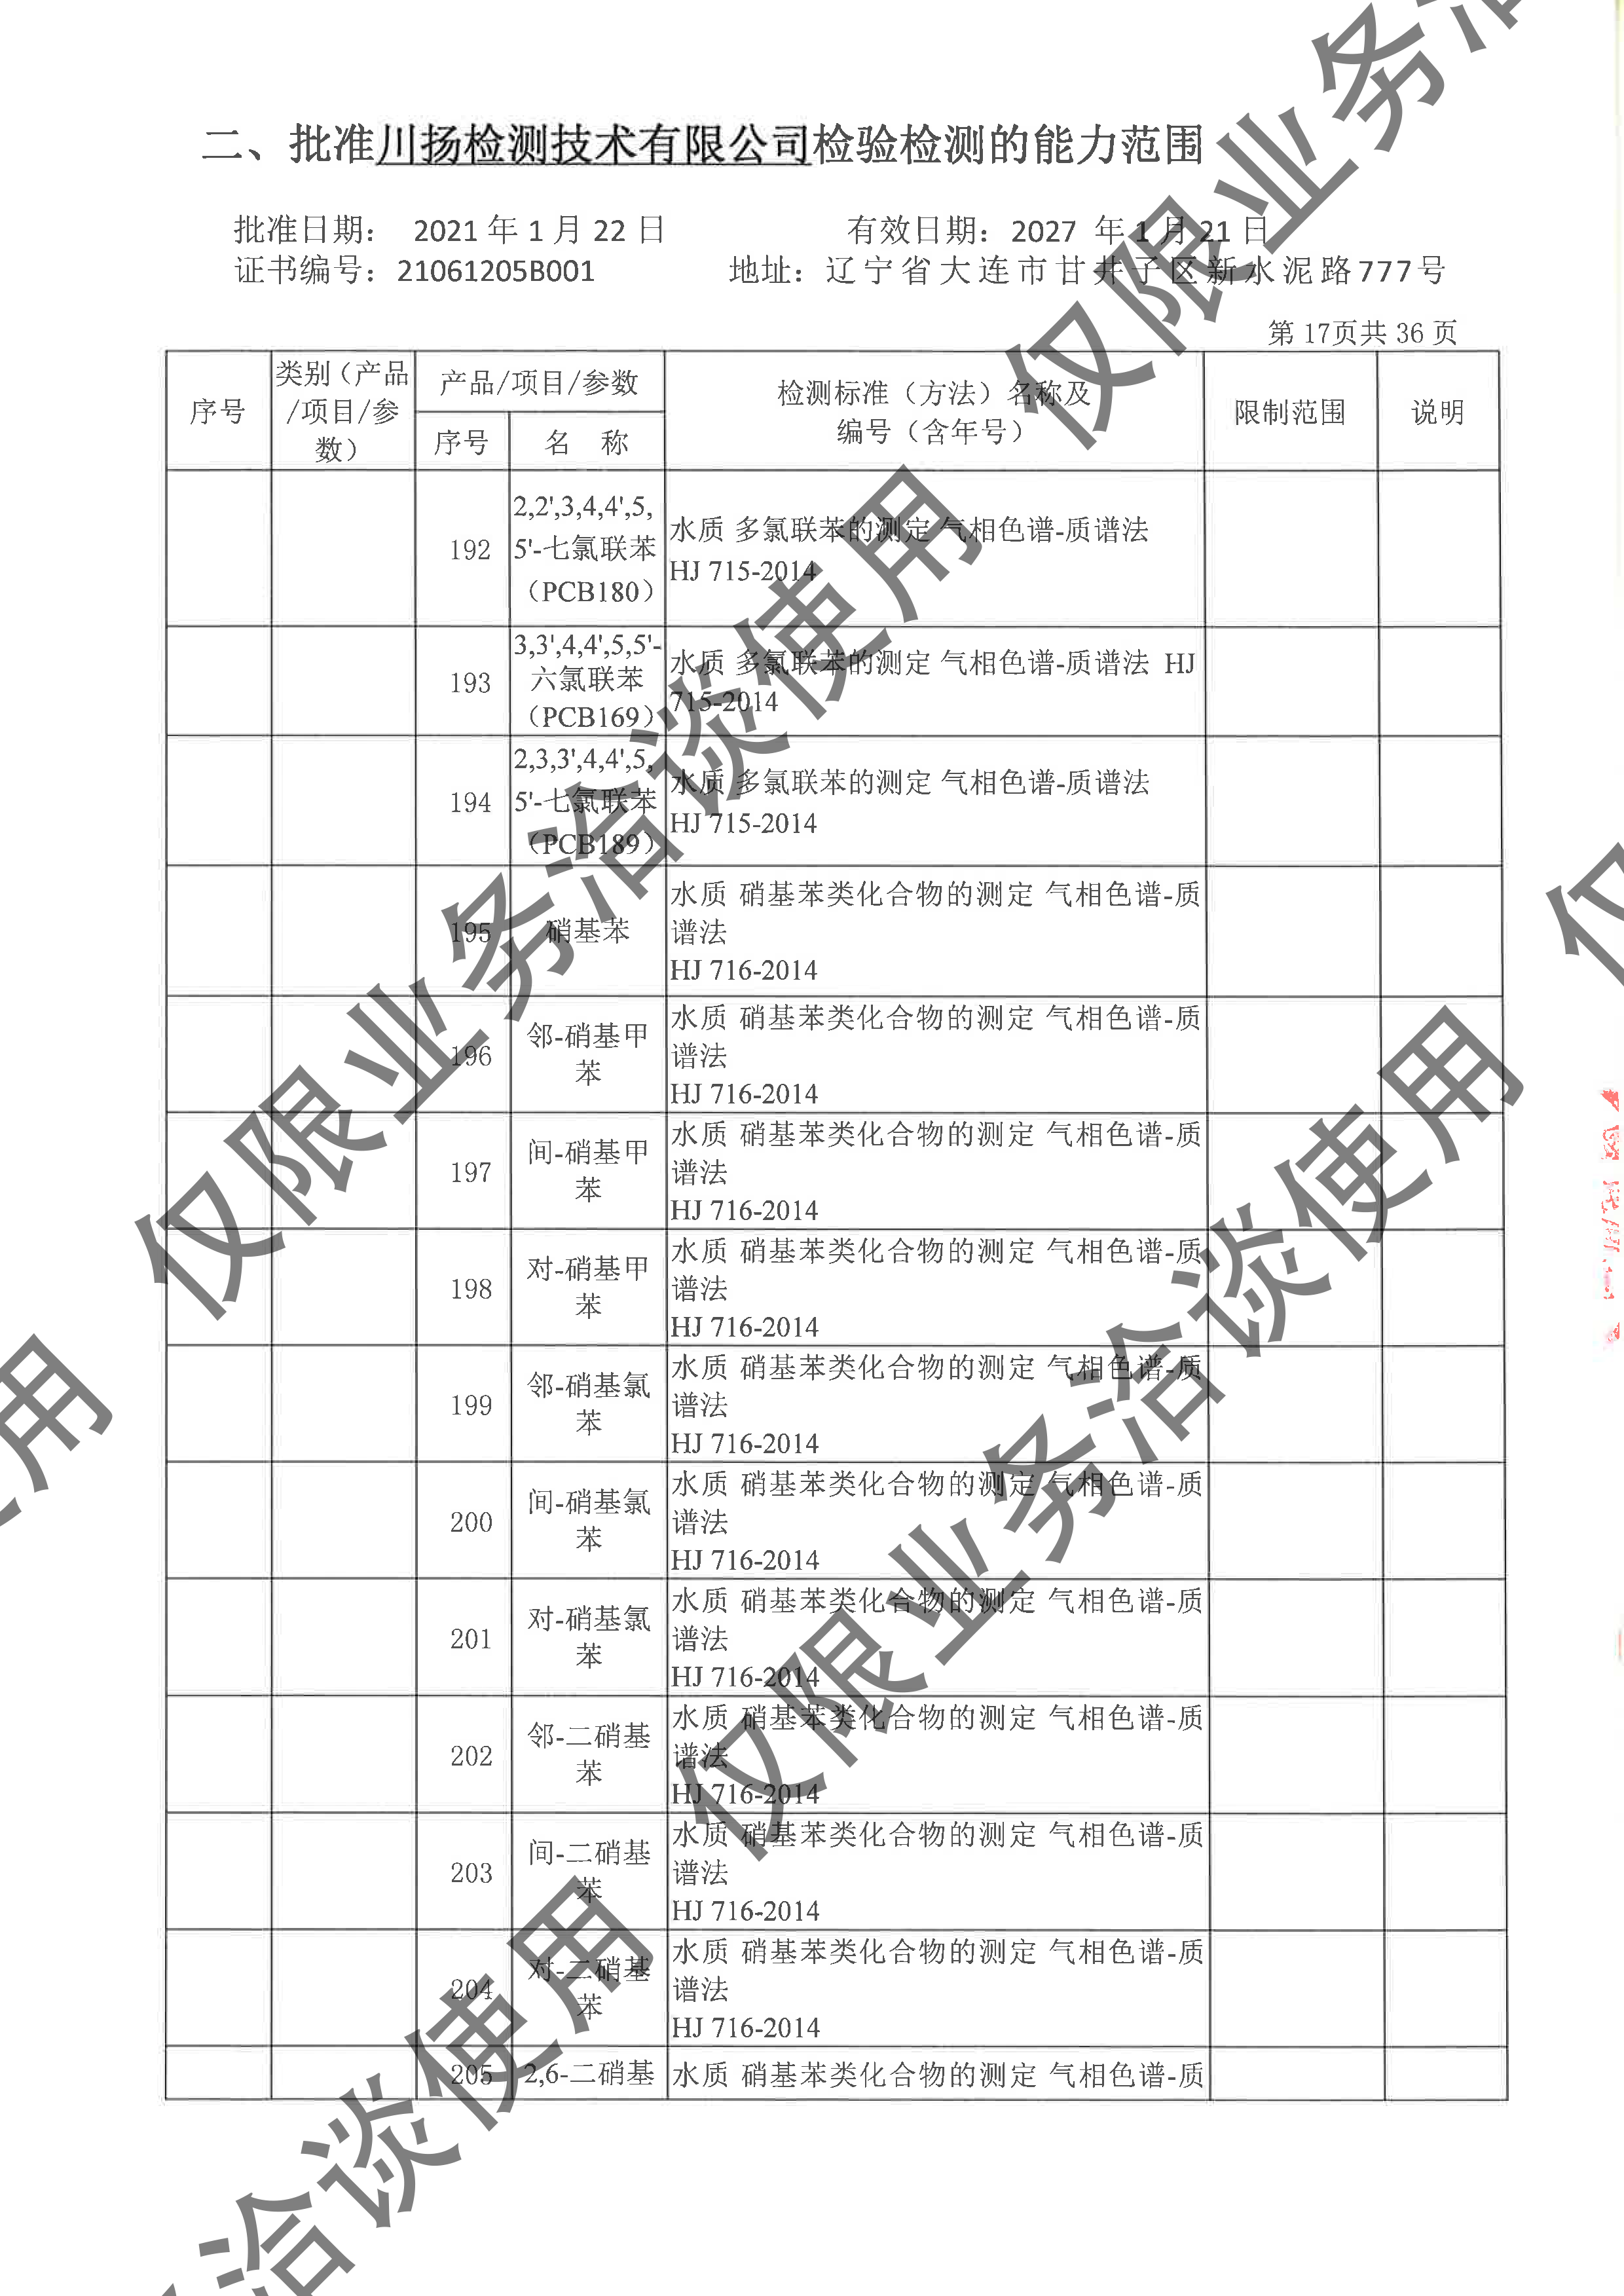 二、批准川扬检测技术有限公司检验检测的能力范围
批准日期： 2021 年 1 月 22 日 有效日期：2027 年 1 月 21 日
证书编号：21061205B001 地址：辽宁省大连市甘井子区新水泥路777号
第 17页共 36 页
序号
类别（产品
/项目/参
数）
产品/项目/参数
序号
名 称
检测标准（方法）名称及
编号（含年号）
限制范围
说明
192
2,2',3,4,4',5,
5'-七氯联苯
（PCB180）
水质 多氯联苯的测定 气相色谱-质谱法
HJ 715-2014
193
3,3',4,4',5,5'-
六氯联苯
（PCB169）
水质 多氯联苯的测定 气相色谱-质谱法 HJ
715-2014
194
2,3,3',4,4',5,
5'-七氯联苯
（PCB189）
水质 多氯联苯的测定 气相色谱-质谱法
HJ 715-2014
195
硝基苯
水质 硝基苯类化合物的测定 气相色谱-质
谱法
HJ 716-2014
196
邻-硝基甲
苯
水质 硝基苯类化合物的测定 气相色谱-质
谱法
HJ 716-2014
197
间-硝基甲
苯
水质 硝基苯类化合物的测定 气相色谱-质
谱法
HJ 716-2014
198
对-硝基甲
苯
水质 硝基苯类化合物的测定 气相色谱-质
谱法
HJ 716-2014
199
邻-硝基氯
苯
水质 硝基苯类化合物的测定 气相色谱-质
谱法
HJ 716-2014
200
间-硝基氯
苯
水质 硝基苯类化合物的测定 气相色谱-质
谱法
HJ 716-2014
201
对-硝基氯
苯
水质 硝基苯类化合物的测定 气相色谱-质
谱法
HJ 716-2014
202
邻-二硝基
苯
水质 硝基苯类化合物的测定 气相色谱-质
谱法
HJ 716-2014
203
间-二硝基
苯
水质 硝基苯类化合物的测定 气相色谱-质
谱法
HJ 716-2014
204
对-二硝基
苯
水质 硝基苯类化合物的测定 气相色谱-质
谱法
HJ 716-2014
205
2,6-二硝基
水质 硝基苯类化合物的测定 气相色谱-质
仅限业务洽
仅限业务洽谈使用
仅限业务洽谈使用
仅
使用
洽谈使用